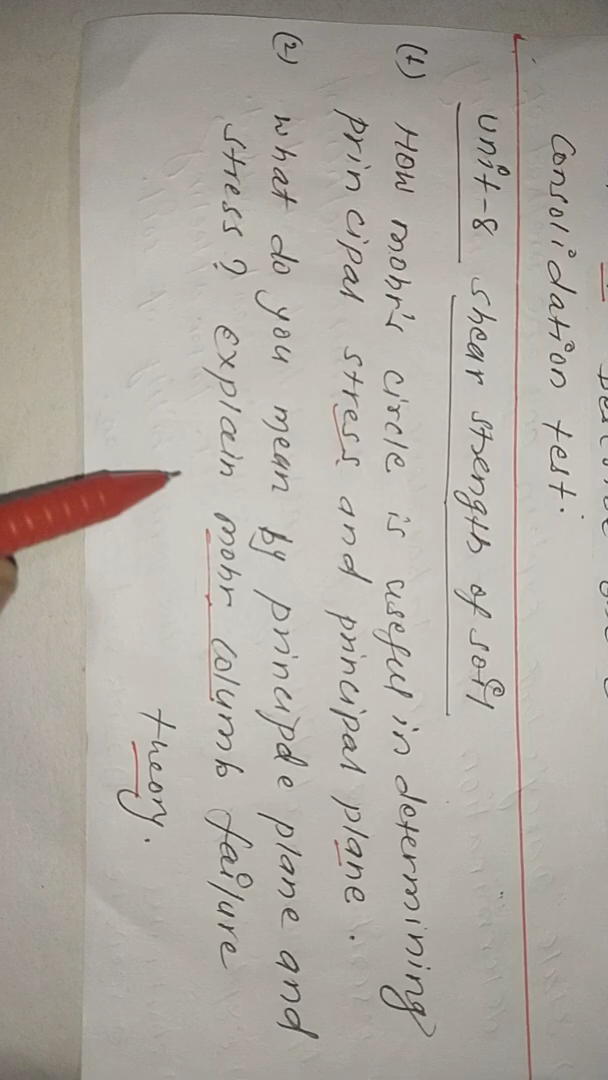 Consolidation test.
Unit-8 shear strength of soil
(1) How mohr's circle is useful in determining
principal stress and principal plane.
(2) what do you mean by principle plane and
stress? explain mohr columb failure
theory.